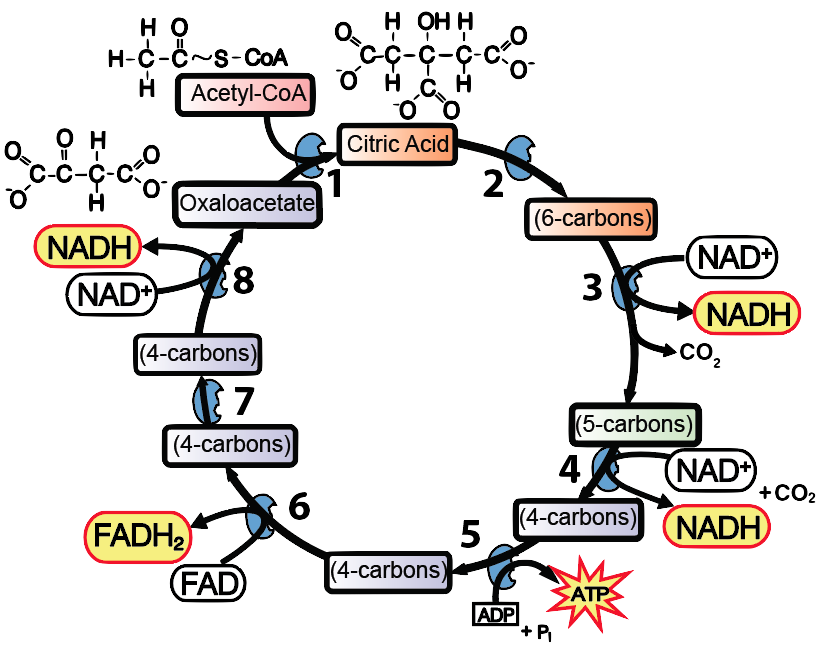 H O
H-C-C~S-CoA
H
Acetyl-CoA
H OH H
O C-C-C-C-C O
-O H H O-
C
-O O
Citric Acid
1
2
O H
O C-C-C-C O
-O H O-
Oxaloacetate
(6-carbons)
NADH
NAD+
8
3
NAD+
NADH
CO2
(4-carbons)
7
(5-carbons)
(4-carbons)
4
NAD+
+CO2
NADH
(4-carbons)
6
5
FADH2
FAD
(4-carbons)
ADP
+ Pi
ATP